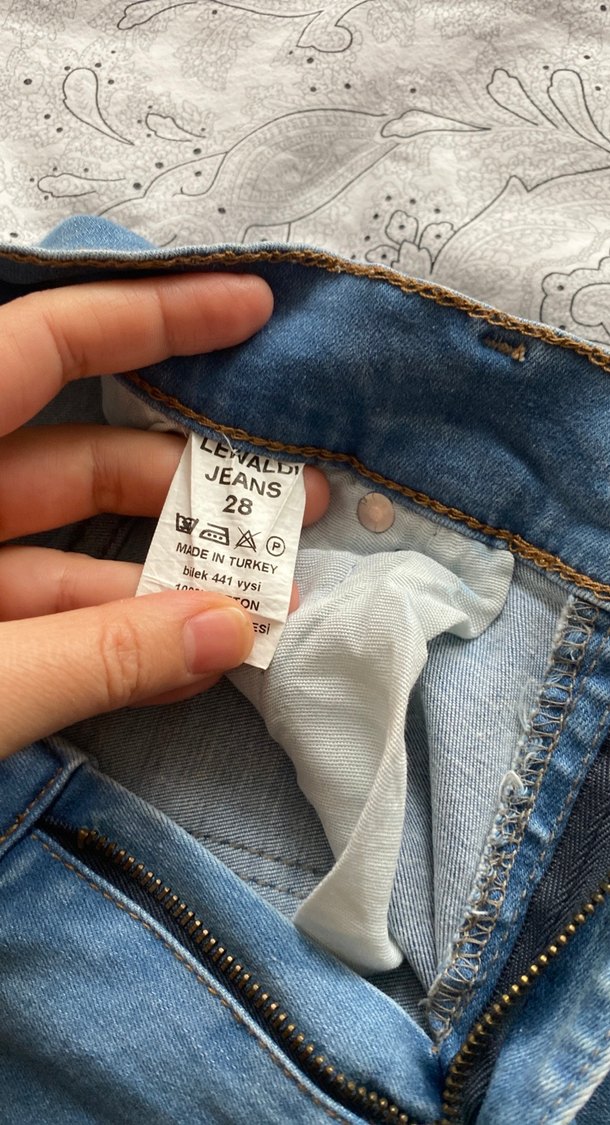 LEWALDI
JEANS
28
P
MADE IN TURKEY
bilek 441 vysi